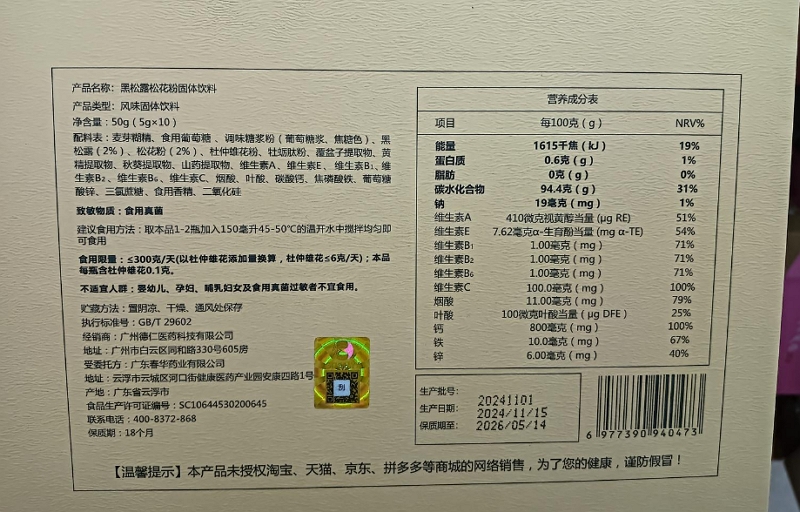 产品名称：黑松露松花粉固体饮料
产品类型：风味固体饮料
净含量：50g（5g×10）
配料表：麦芽糊精、食用葡萄糖、调味糖浆粉（葡萄糖浆、焦糖色）、黑
松露（2%）、松花粉（2%）、杜仲雄花粉、牡蛎肽粉、覆盆子提取物、黄
精提取物、秋葵提取物、山药提取物、维生素A、维生素E、维生素B₁、维
生素B₂、维生素B₆、维生素C、烟酸、叶酸、碳酸钙、焦磷酸铁、葡萄糖
酸锌、三氯蔗糖、食用香精、二氧化硅
致敏物质：食用真菌
建议食用方法：取本品1-2瓶加入150毫升45-50℃的温开水中搅拌均匀即
可食用
食用限量：≤300克/天(以杜仲雄花添加量换算，杜仲雄花≤6克/天)；本品
每瓶含杜仲雄花0.1克。
不适宜人群：婴幼儿、孕妇、哺乳妇女及食用真菌过敏者不宜食用。
贮藏方法：置阴凉、干燥、通风处保存
执行标准号：GB/T 29602
经销商：广州德仁医药科技有限公司
地址：广州市白云区同和路330号605房
受委托方：广东春华药业有限公司
地址：云浮市云城区河口街健康医药产业园安康四路1号
产地：广东省云浮市
食品生产许可证编号：SC10644530200645
联系电话：400-8372-868
保质期：18个月
营养成分表
项目 每100克（g） NRV%
能量 1615千焦（kJ） 19%
蛋白质 0.6克（g） 1%
脂肪 0克（g） 0%
碳水化合物 94.4克（g） 31%
钠 19毫克（mg） 1%
维生素A 410微克视黄醇当量（μg RE） 51%
维生素E 7.62毫克α-生育酚当量（mg α-TE） 54%
维生素B₁ 1.00毫克（mg） 71%
维生素B₂ 1.00毫克（mg） 71%
维生素B₆ 1.00毫克（mg） 71%
维生素C 100.0毫克（mg） 100%
烟酸 11.00毫克（mg） 79%
叶酸 100微克叶酸当量（μg DFE） 25%
钙 800毫克（mg） 100%
铁 10.0毫克（mg） 67%
锌 6.00毫克（mg） 40%
生产批号： 20241101
生产日期： 2024/11/15
保质期至： 2026/05/14
6 977390 940473
【温馨提示】本产品未授权淘宝、天猫、京东、拼多多等商城的网络销售，为了您的健康，谨防假冒！